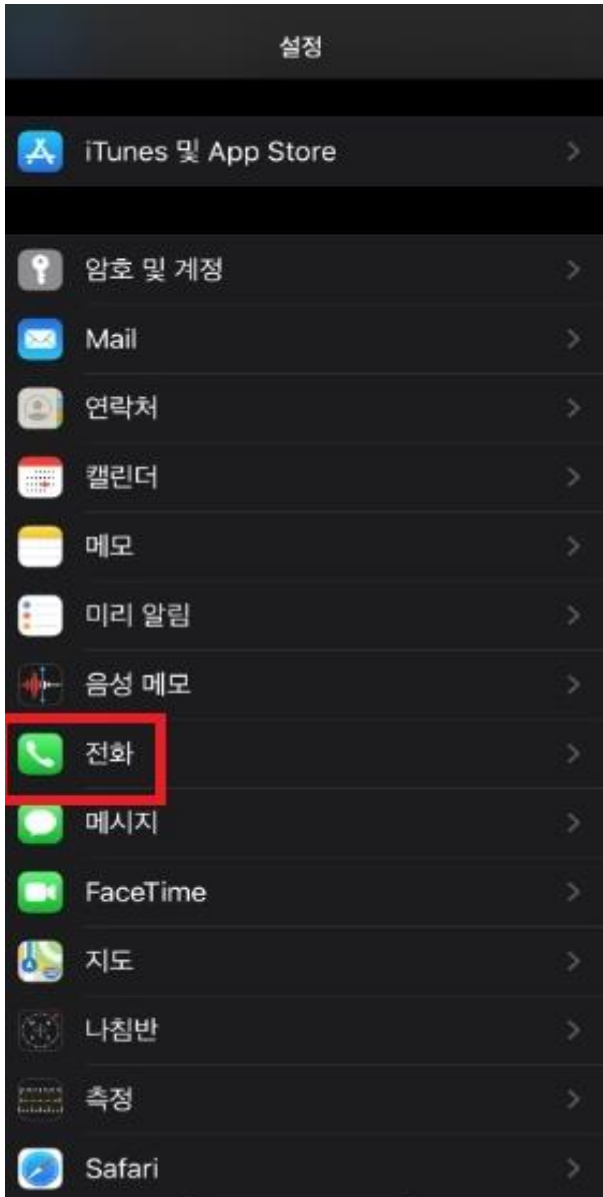 설정
iTunes 및 App Store
암호 및 계정
Mail
연락처
캘린더
메모
미리 알림
음성 메모
전화
메시지
FaceTime
지도
나침반
측정
Safari